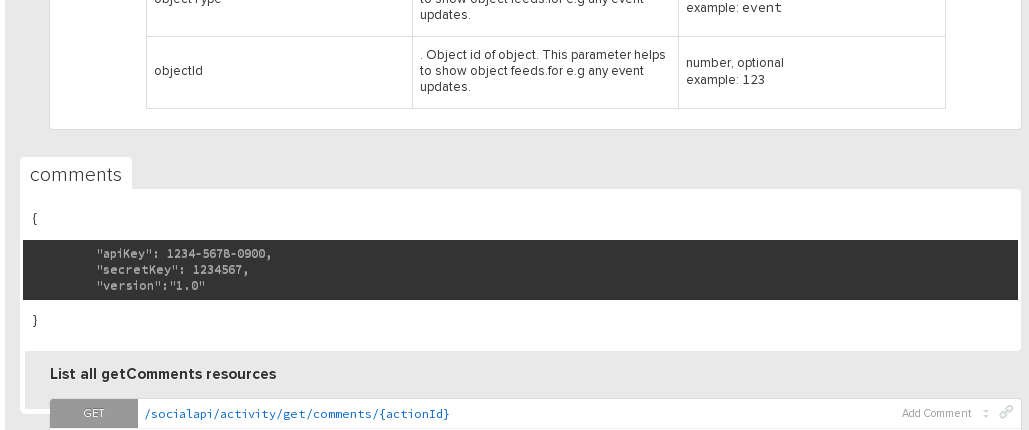 objectType
to show object feeds.for e.g any event
updates.
example: event
objectId
. Object id of object. This parameter helps
to show object feeds.for e.g any event
updates.
number, optional
example: 123
comments
{
"apiKey": 1234-5678-0900,
"secretKey": 1234567,
"version":"1.0"
}
List all getComments resources
GET
/socialapi/activity/get/comments/{actionId}
Add Comment